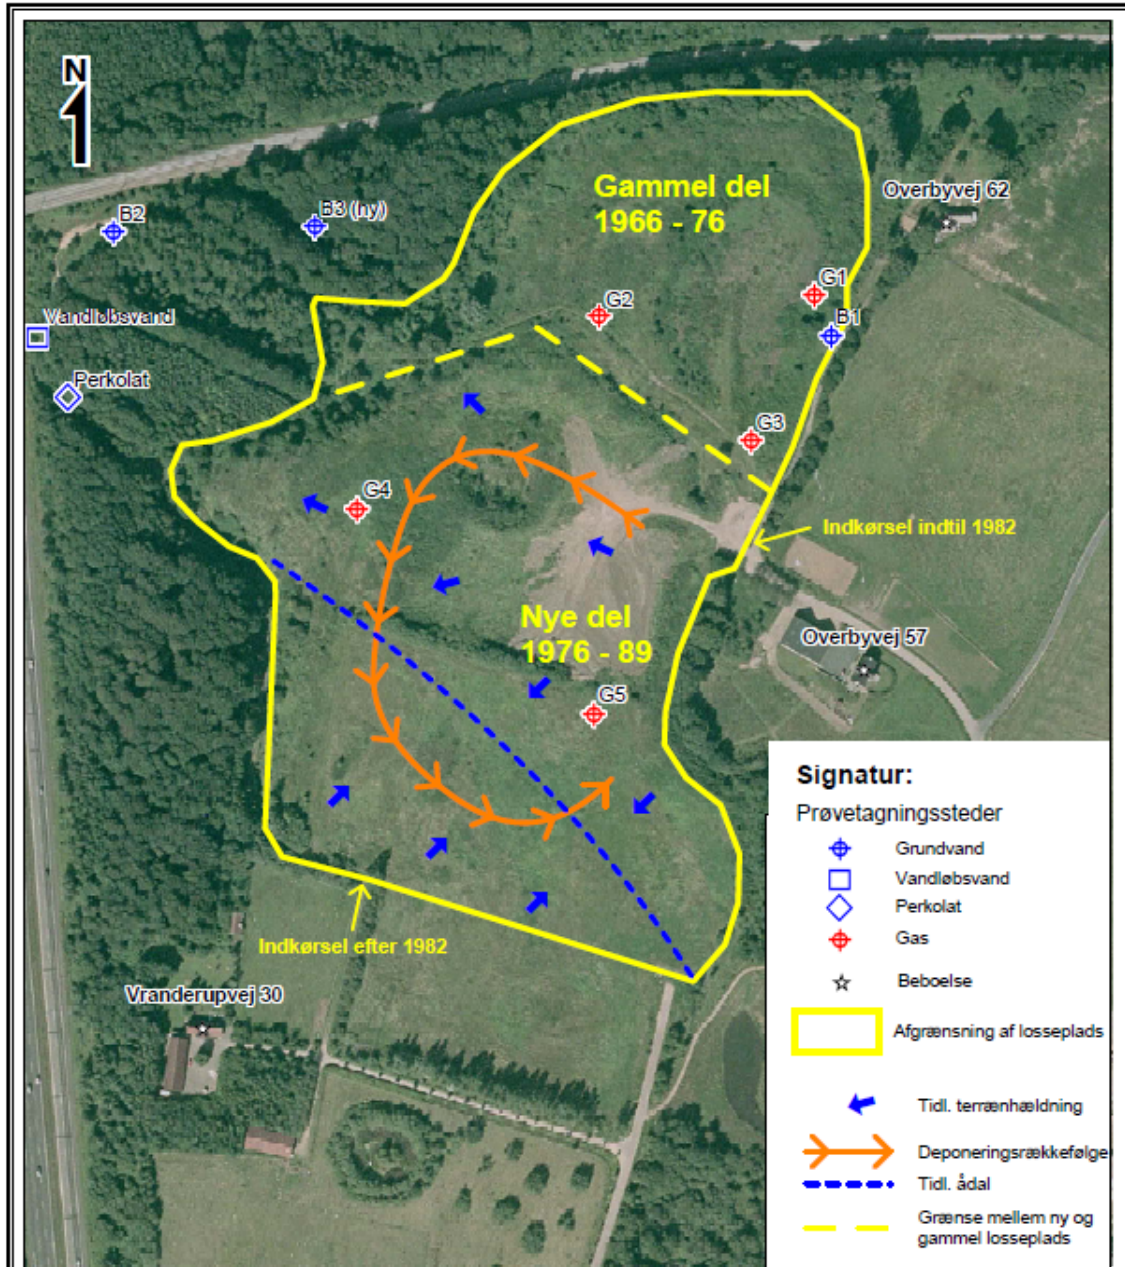 N
Gammel del
1966 - 76
Overbyvej 62
B2
B3 (ny)
G1
G2
B1
Vandløbsvand
Perkolat
G3
G4
Indkørsel indtil 1982
Nye del
1976 - 89
Overbyvej 57
G5
Indkørsel efter 1982
Vranderupvej 30
Signatur:
Prøvetagningssteder
Grundvand
Vandløbsvand
Perkolat
Gas
Beboelse
Afgrænsning af losseplads
Tidl. terrænhældning
Deponeringsrækkefølge
Tidl. ådal
Grænse mellem ny og
gammel losseplads